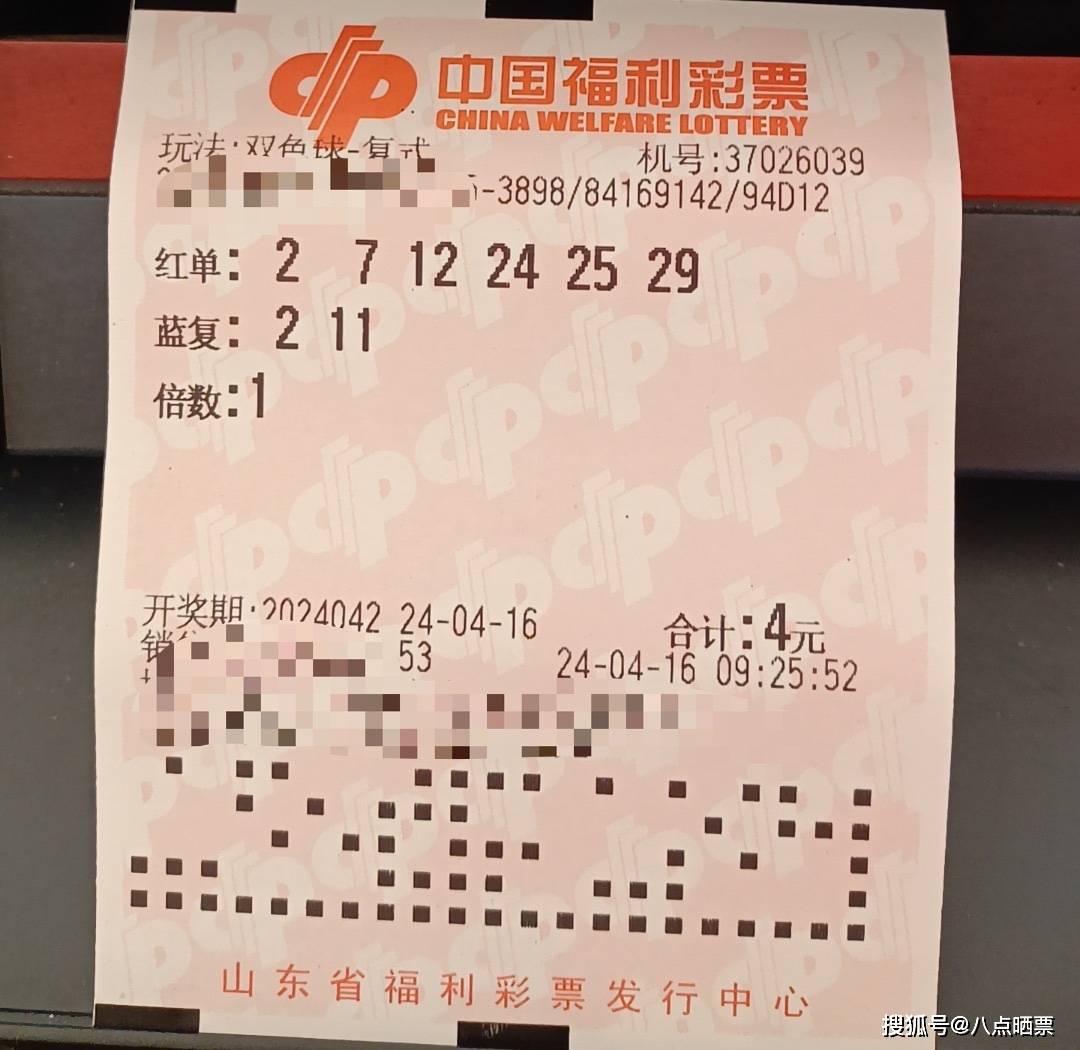 中国福利彩票
CHINA WELFARE LOTTERY
玩法:双色球-复式
机号:37026039
-3898/84169142/94D12
红单: 2 7 12 24 25 29
蓝复: 2 11
倍数:1
开奖期:2024042 24-04-16
合计:4元
销
53
24-04-16 09:25:52
山东省福利彩票发行中心
搜狐号@八点晒票